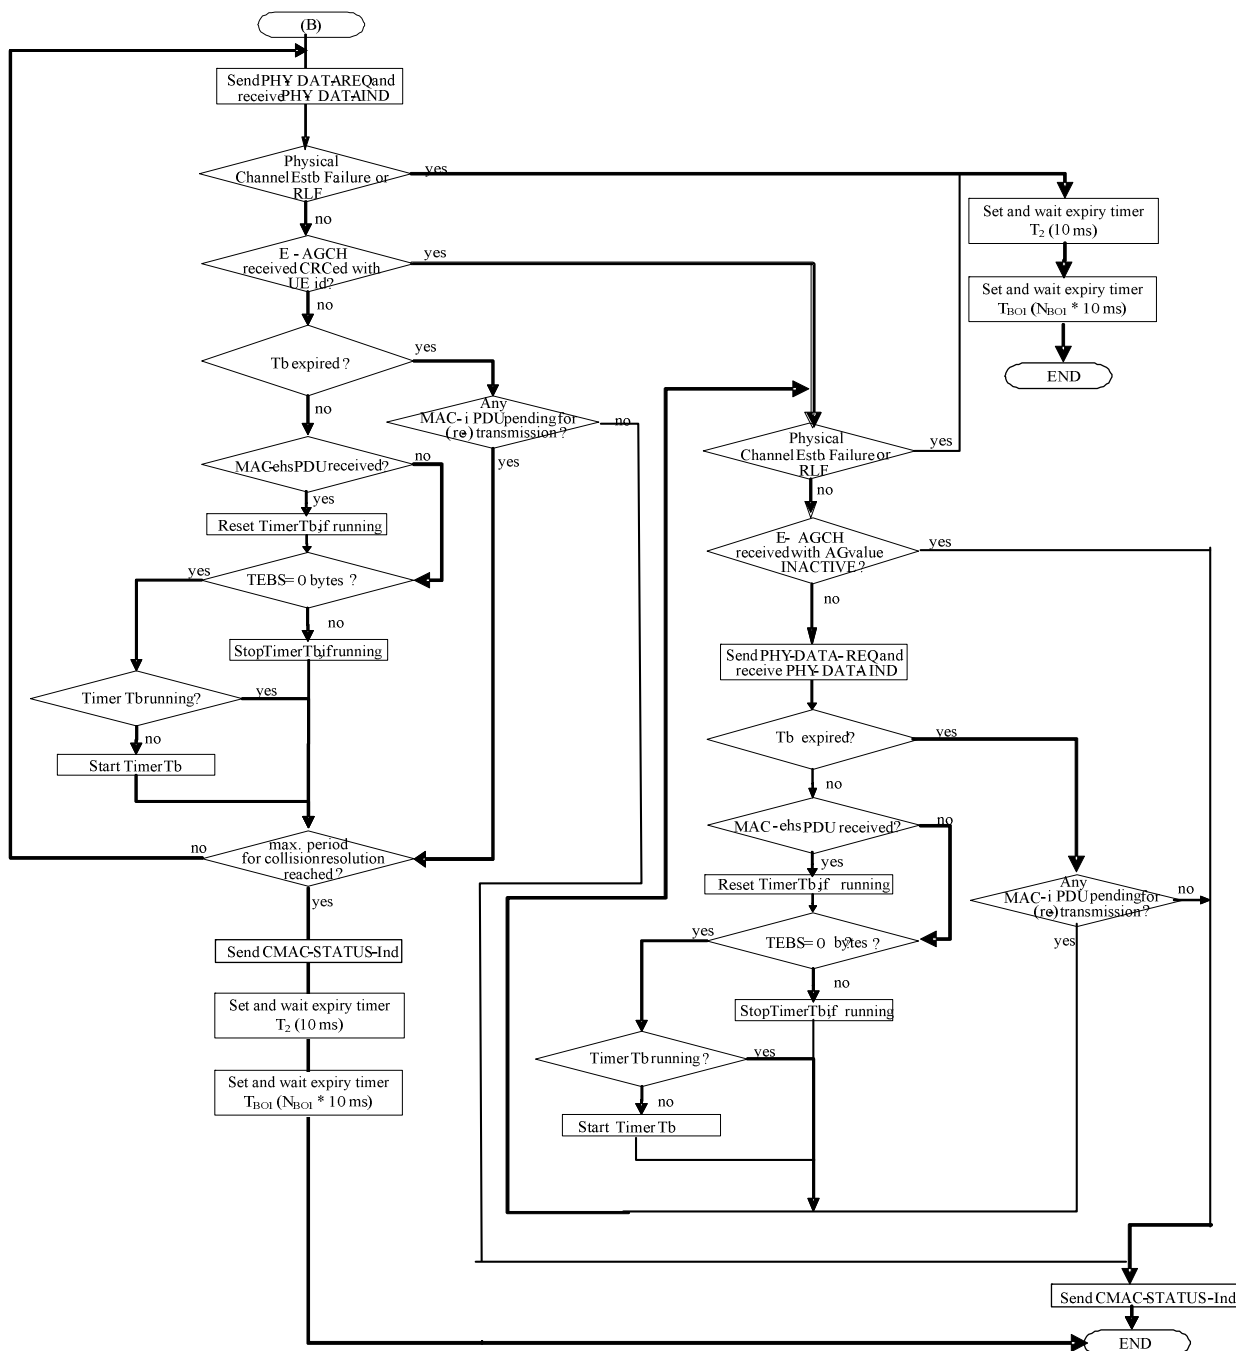 (B)
Send PHY-DATA-REQ and
receive PHY-DATA-IND
Physical
Channel Estb Failure or
RLF
yes
no
Set and wait expiry timer
T2 (10 ms)
Set and wait expiry timer
TBO1 (NBO1 * 10 ms)
END
E - AGCH
received CRCed with
UE id?
yes
no
Tb expired ?
yes
no
Any
MAC-i PDU pending for
(re-) transmission ?
no
yes
MAC-ehs PDU received?
no
yes
Reset Timer Tb, if running
TEBS = 0 bytes ?
yes
no
Stop Timer Tb, if running
Timer Tb running?
yes
no
Start Timer Tb
max. period
for collision resolution
reached ?
no
yes
Send CMAC-STATUS-Ind
Set and wait expiry timer
T2 (10 ms)
Set and wait expiry timer
TBO1 (NBO1 * 10 ms)
Physical
Channel Estb Failure or
RLF
yes
no
E- AGCH
received with AG value
INACTIVE ?
yes
no
Send PHY-DATA-REQ and
receive PHY-DATA-IND
Tb expired?
yes
no
MAC-ehs PDU received?
no
yes
Reset Timer Tb, if running
Any
MAC-i PDU pending for
(re-) transmission?
no
yes
TEBS = 0 bytes ?
yes
no
Stop Timer Tb, if running
Timer Tb running ?
yes
no
Start Timer Tb
Send CMAC-STATUS-Ind
END